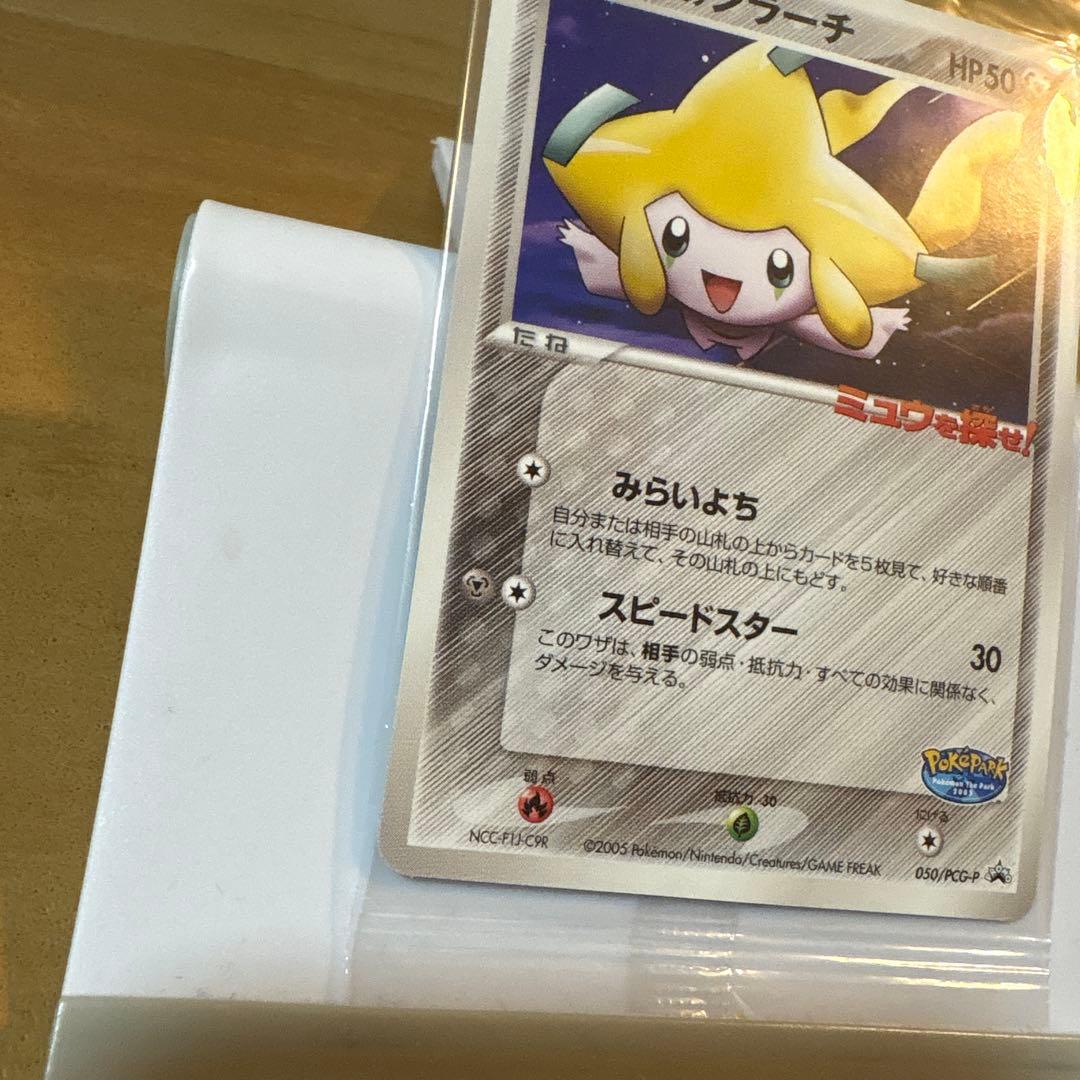 ラーチ
HP50
たね
ミュウを探せ!
みらいよち
自分または相手の山札の上からカードを5枚見て、好きな順番
に入れ替えて、その山札の上にもどす。
スピードスター
30
このワザは、相手の弱点・抵抗力・すべての効果に関係なく、
ダメージを与える。
POKéPARK
Pokémon The Park
2005
弱点
抵抗力 -30
にげる
NCC-F1J-C9R
©2005 Pokémon/Nintendo/Creatures/GAME FREAK
050/PCG-P